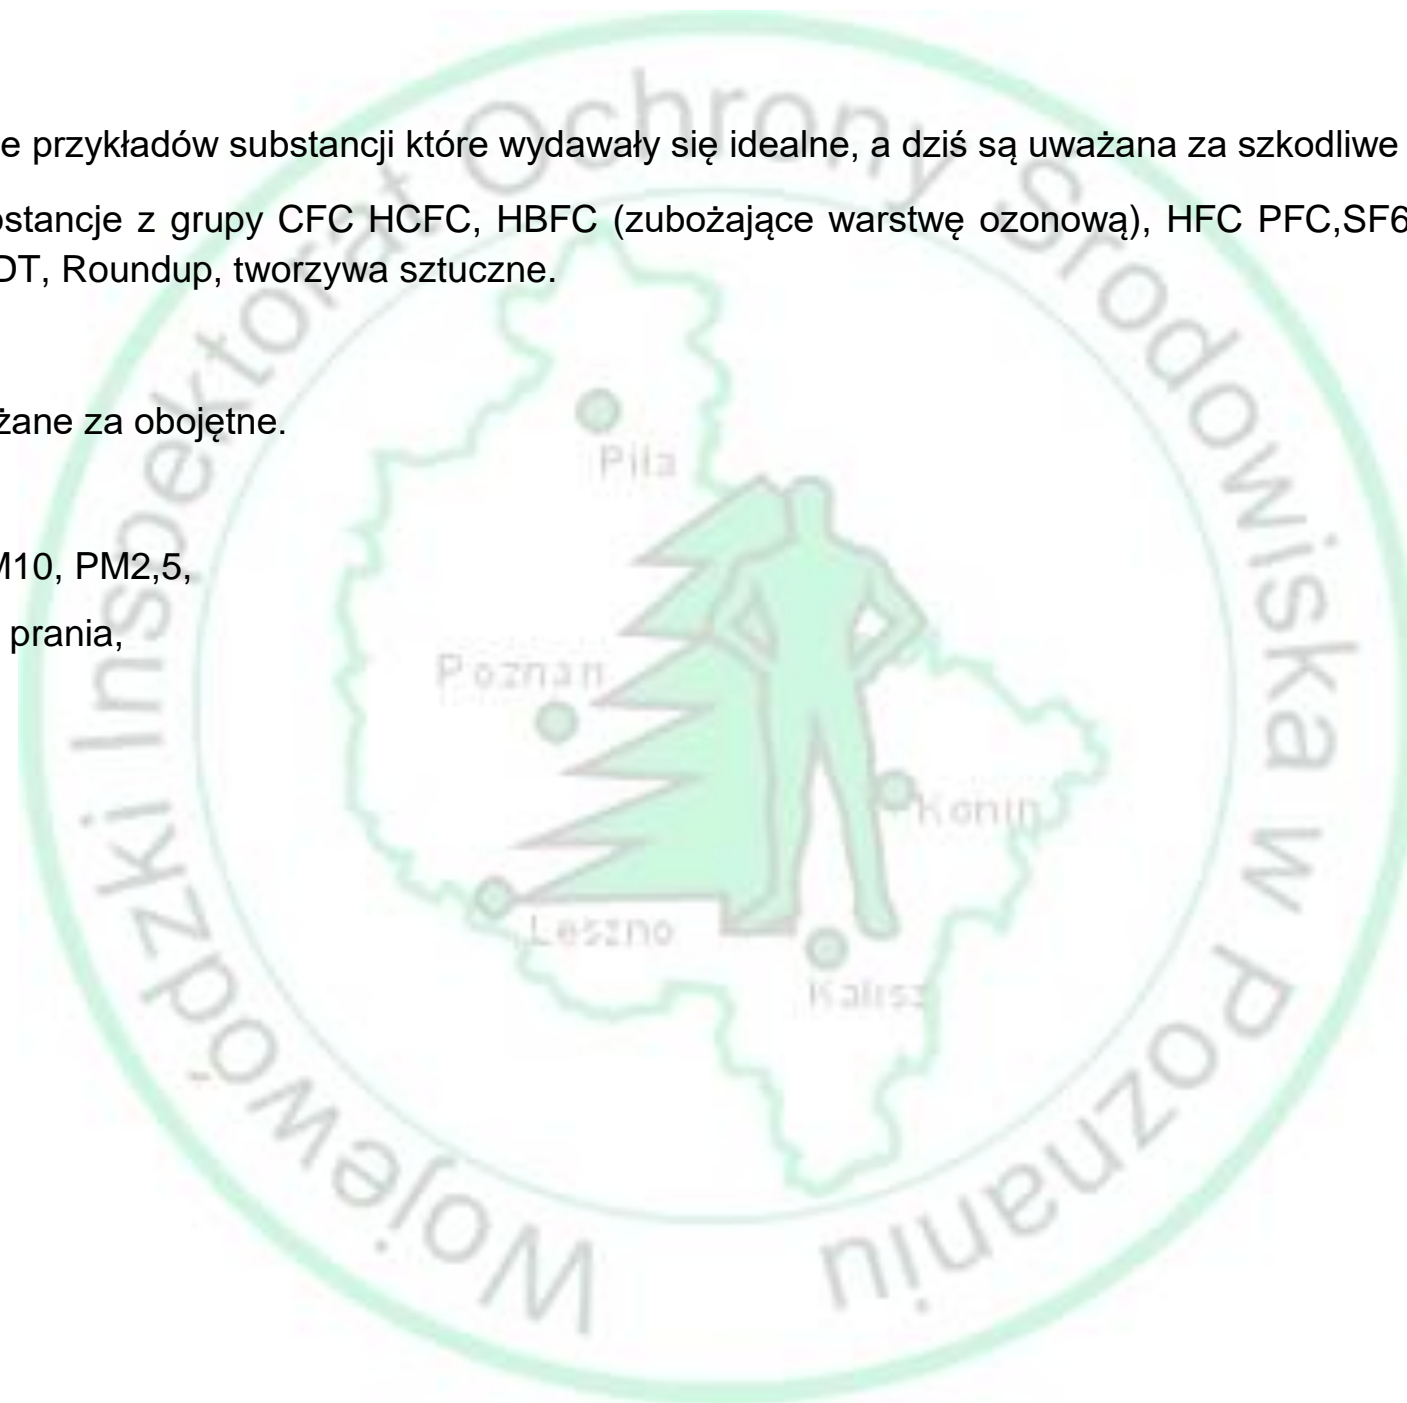 e przykładów substancji które wydawały się idealne, a dziś są uważana za szkodliwe
stancje z grupy CFC HCFC, HBFC (zubożające warstwę ozonową), HFC PFC,SF6
DT, Roundup, tworzywa sztuczne.
żane za obojętne.
M10, PM2,5,
prania,
Wojewódzki Inspektorat Ochrony Środowiska w Poznaniu
Piła
Poznan
Konin
Leszno
Kalisz